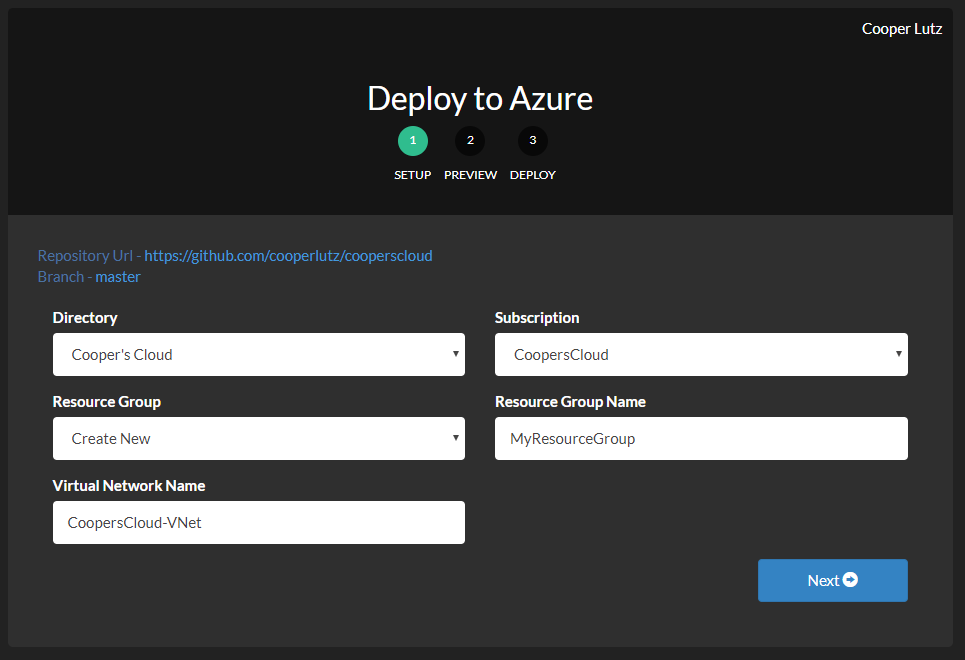 Cooper Lutz
Deploy to Azure
1 2 3
SETUP PREVIEW DEPLOY
Repository Url - https://github.com/cooperlutz/cooperscloud
Branch - master
Directory Subscription
Cooper's Cloud CoopersCloud
Resource Group Resource Group Name
Create New MyResourceGroup
Virtual Network Name
CoopersCloud-VNet
Next